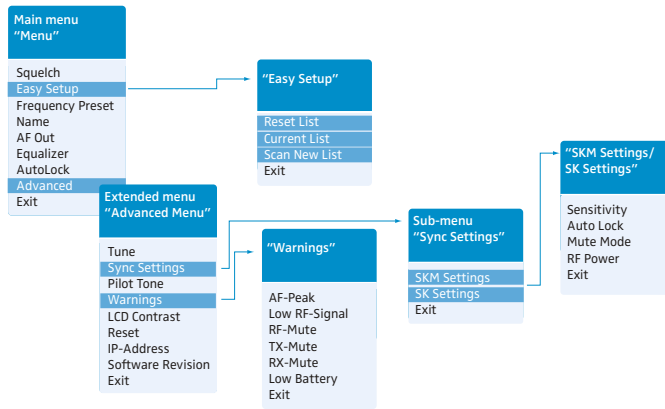 Main menu
“Menu”
Squelch
Easy Setup
Frequency Preset
Name
AF Out
Equalizer
AutoLock
Advanced
Exit
“Easy Setup”
Reset List
Current List
Scan New List
Exit
Extended menu
“Advanced Menu”
Tune
Sync Settings
Pilot Tone
Warnings
LCD Contrast
Reset
IP-Address
Software Revision
Exit
“Warnings”
AF-Peak
Low RF-Signal
RF-Mute
TX-Mute
RX-Mute
Low Battery
Exit
Sub-menu
“Sync Settings”
SKM Settings
SK Settings
Exit
“SKM Settings/
SK Settings”
Sensitivity
Auto Lock
Mute Mode
RF Power
Exit